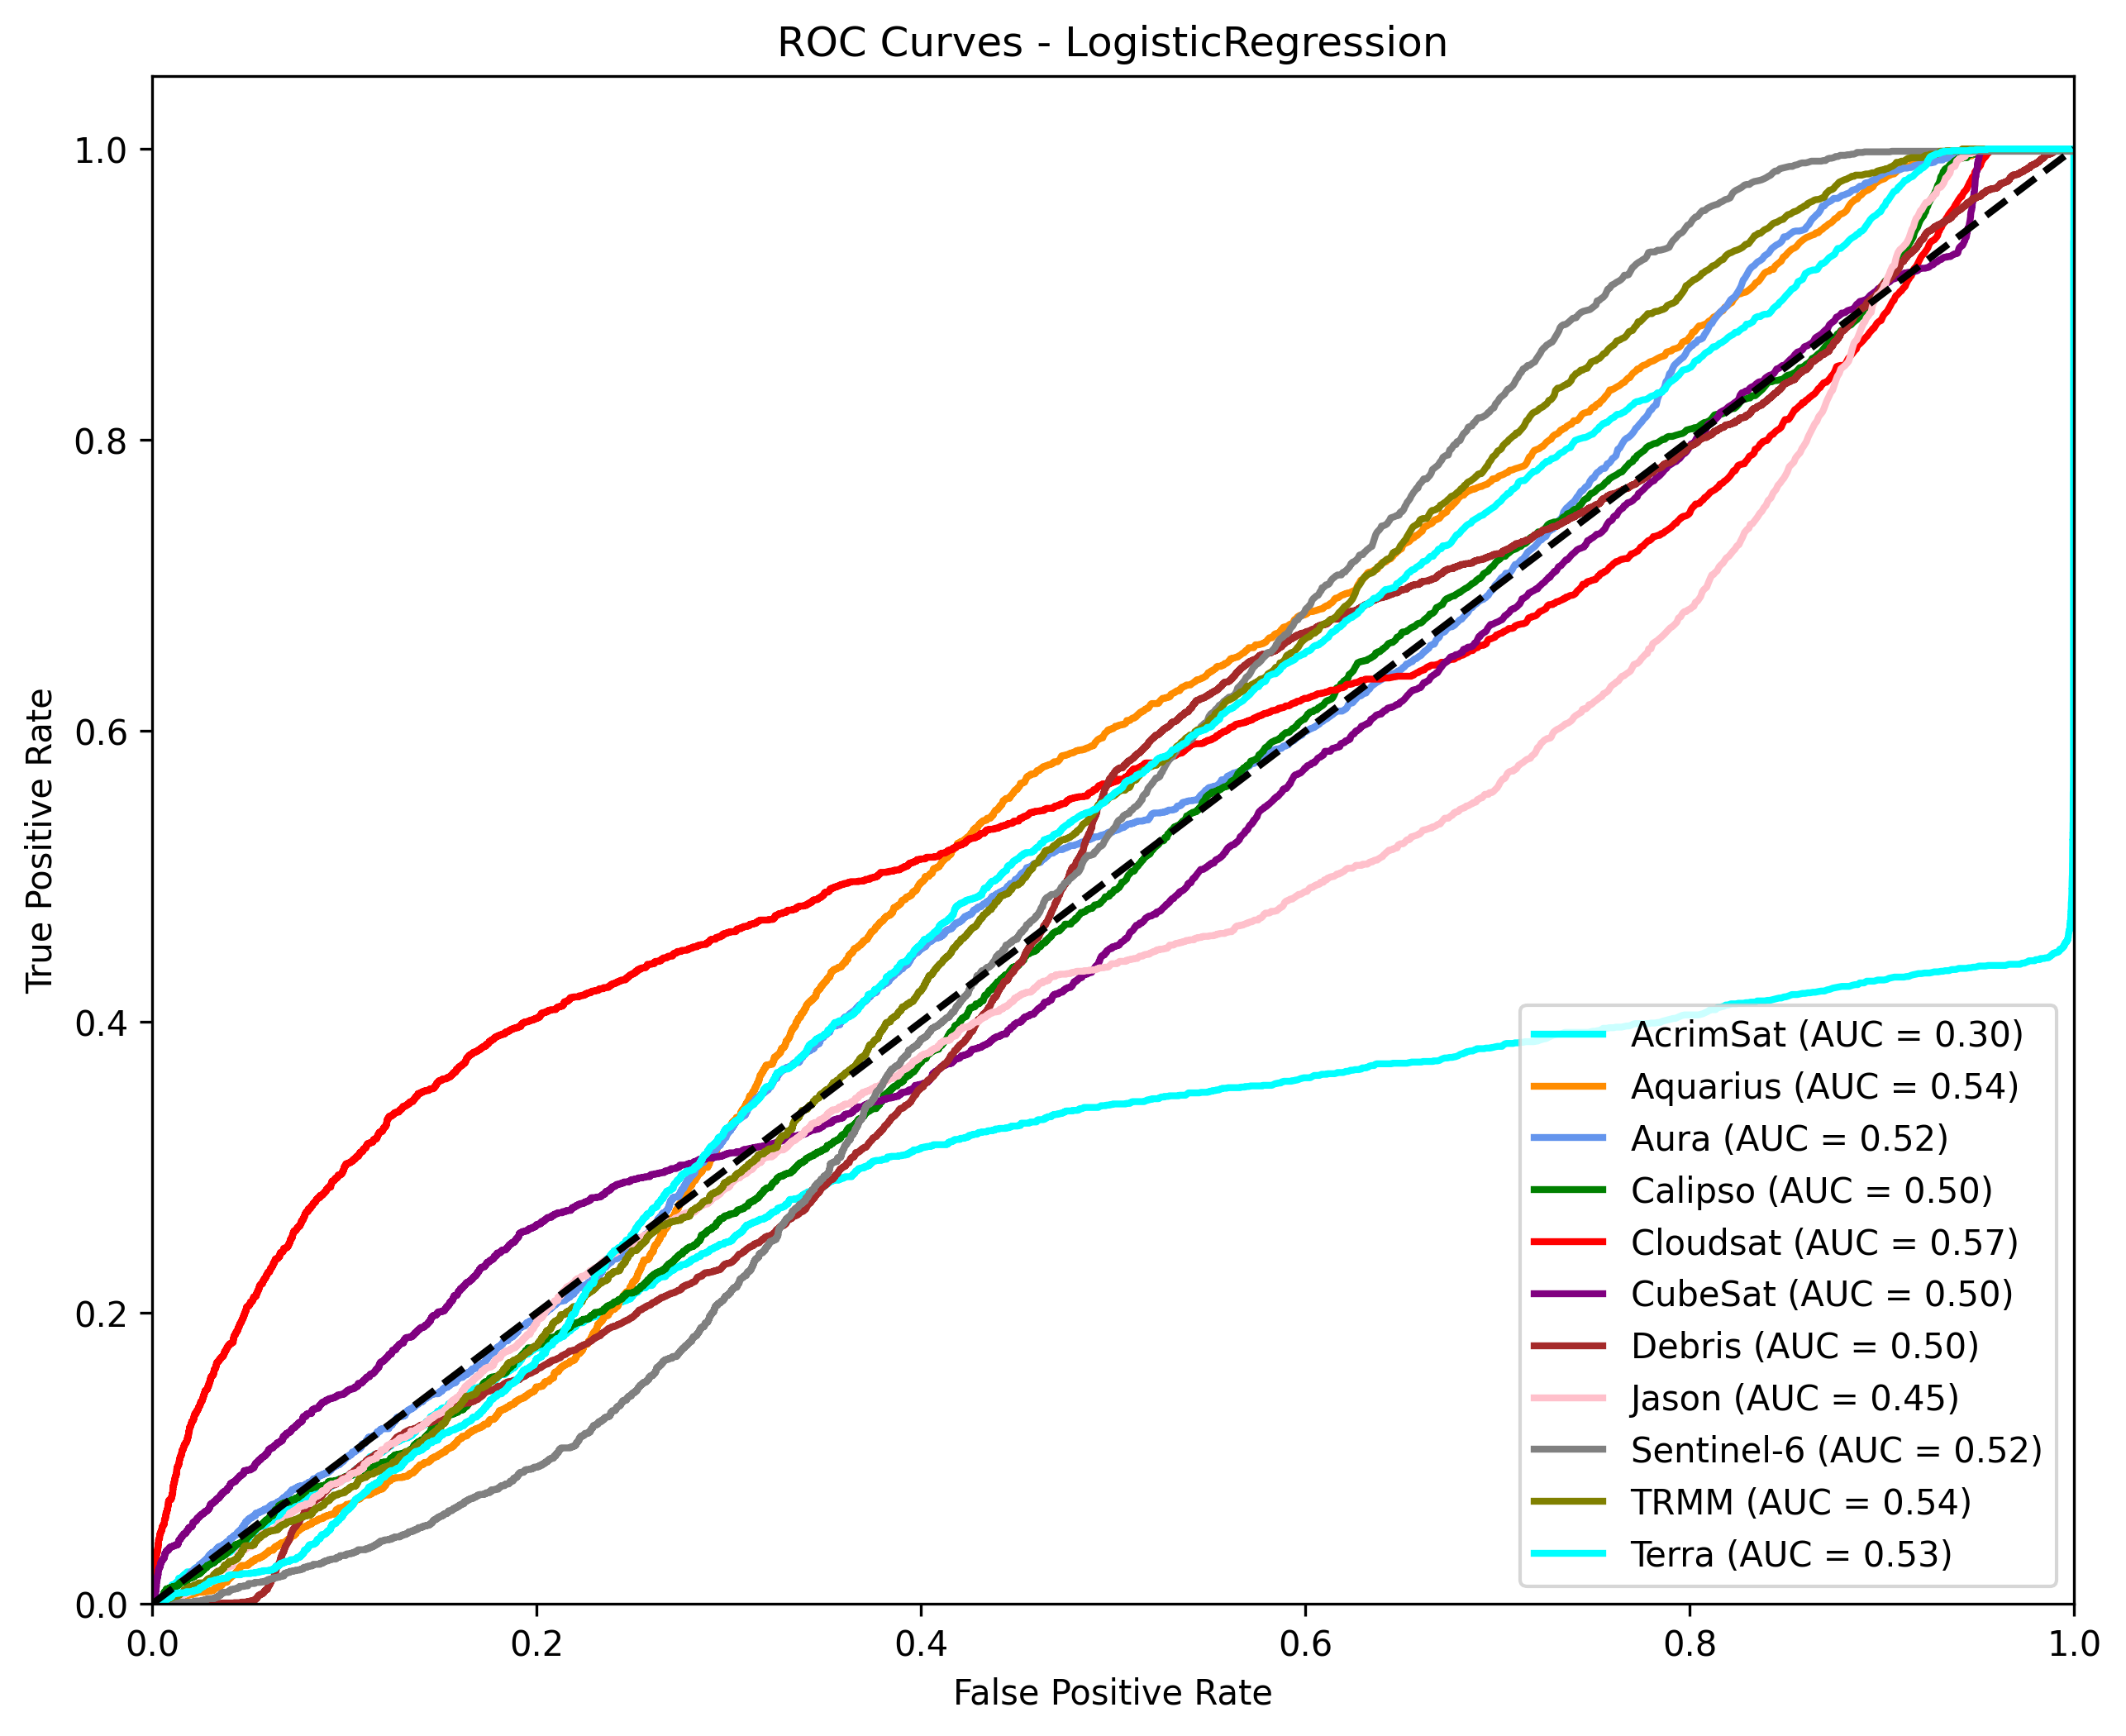 ROC Curves - LogisticRegression
True Positive Rate
1.0
0.8
0.6
0.4
0.2
0.0
AcrimSat (AUC = 0.30)
Aquarius (AUC = 0.54)
Aura (AUC = 0.52)
Calipso (AUC = 0.50)
Cloudsat (AUC = 0.57)
CubeSat (AUC = 0.50)
Debris (AUC = 0.50)
Jason (AUC = 0.45)
Sentinel-6 (AUC = 0.52)
TRMM (AUC = 0.54)
Terra (AUC = 0.53)
0.0 0.2 0.4 0.6 0.8 1.0
False Positive Rate